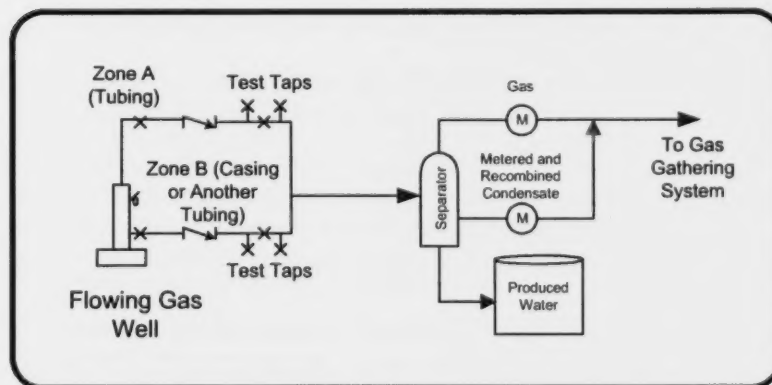 Zone A
(Tubing)
Test Taps
Zone B (Casing
or Another
Tubing)
Test Taps
Flowing Gas
Well
Gas
M
Metered and
Recombined
Condensate
M
Separator
Produced
Water
To Gas
Gathering
System